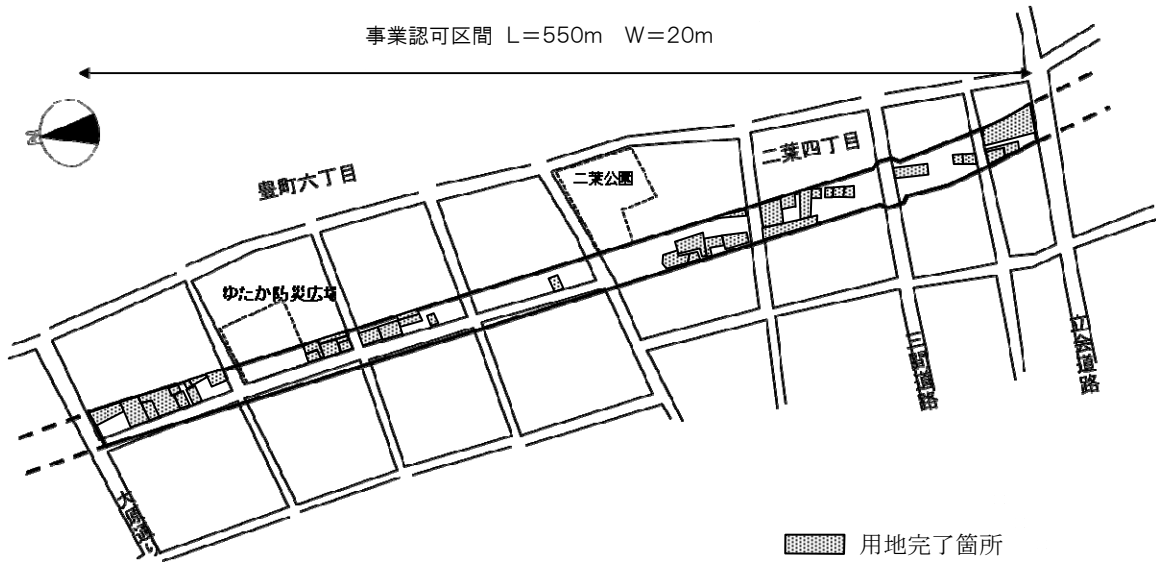 事業認可区間 L=550m W=20m
豊町六丁目
二葉公園
二葉四丁目
ゆたか防災広場
三間道路
立会道路
用地完了箇所